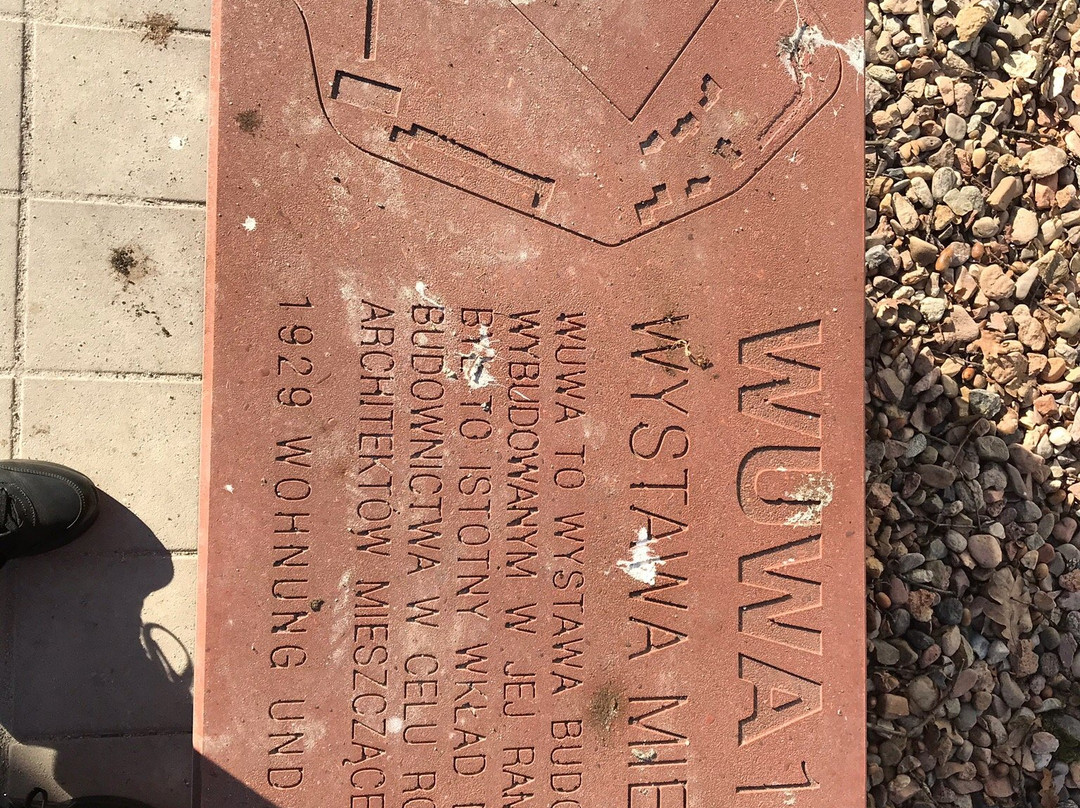 WUWA 1
WYSTAWA MIE
WUWA TO WYSTAWA BUDO
WYBUDOWANYM W JEJ RAM
BYŁ TO ISTOTNY WKŁAD
BUDOWNICTWA W CELU RO
ARCHITEKTÓW MIESZCZĄCE
1929 WOHNUNG UND